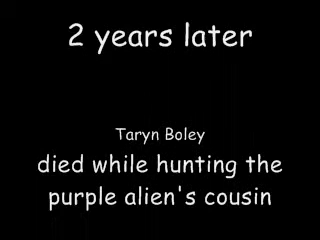 2 years later
Taryn Boley
died while hunting the
purple alien's cousin